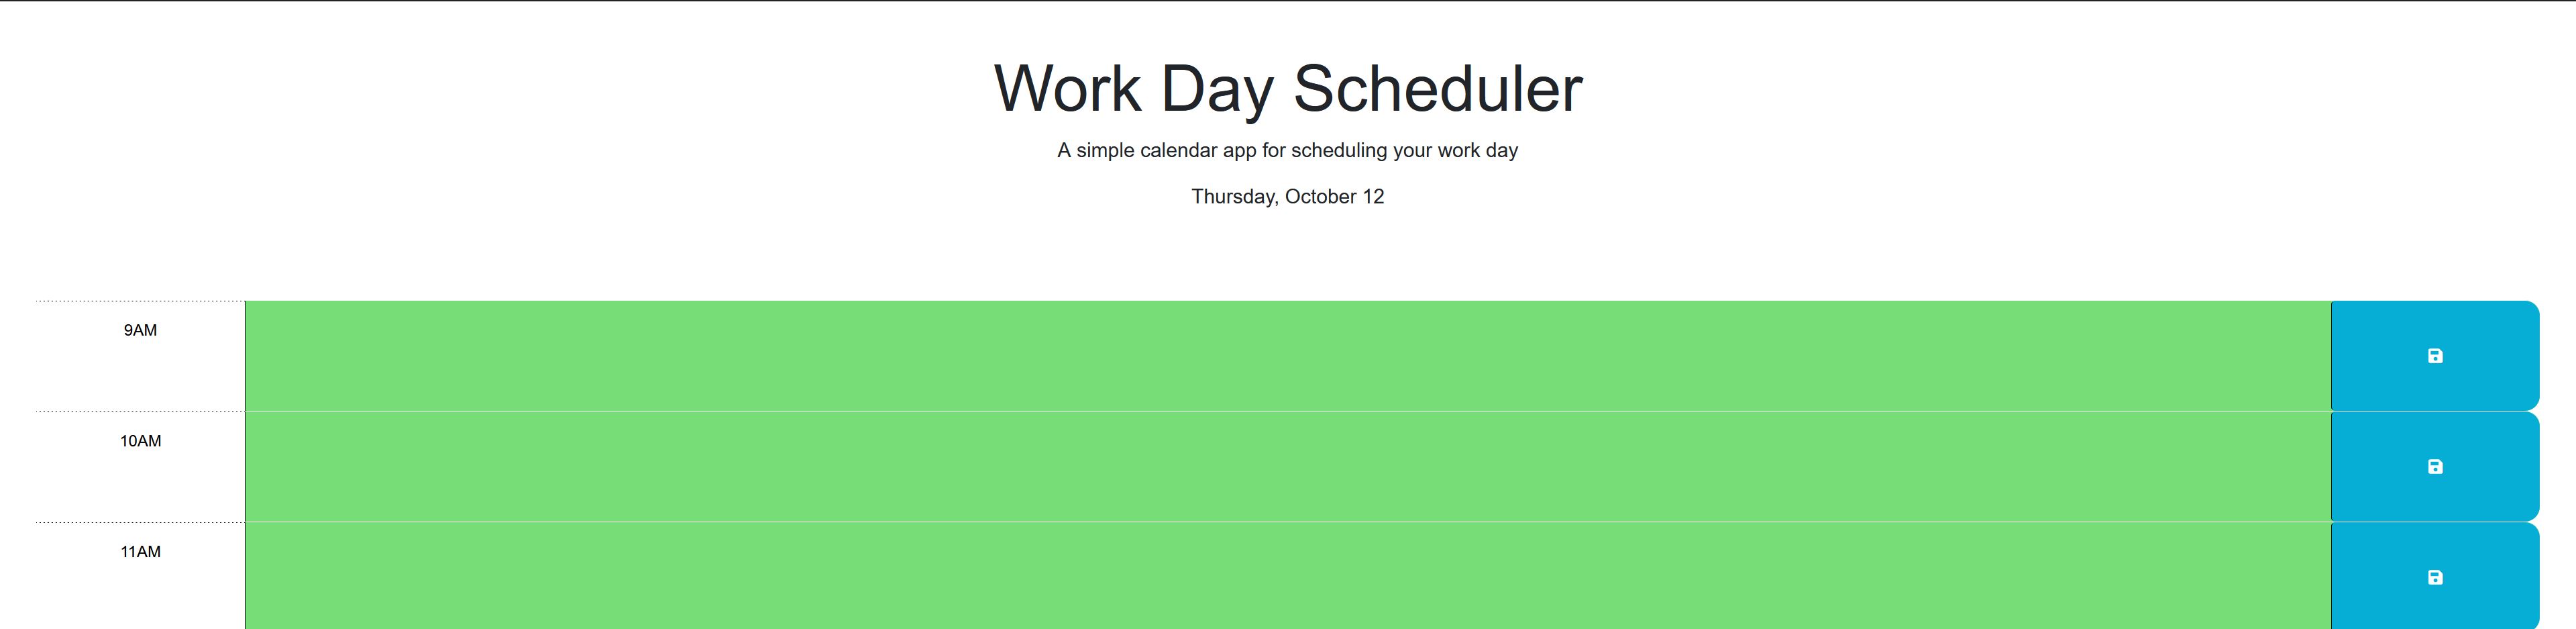 Work Day Scheduler
A simple calendar app for scheduling your work day
Thursday, October 12
9AM
10AM
11AM